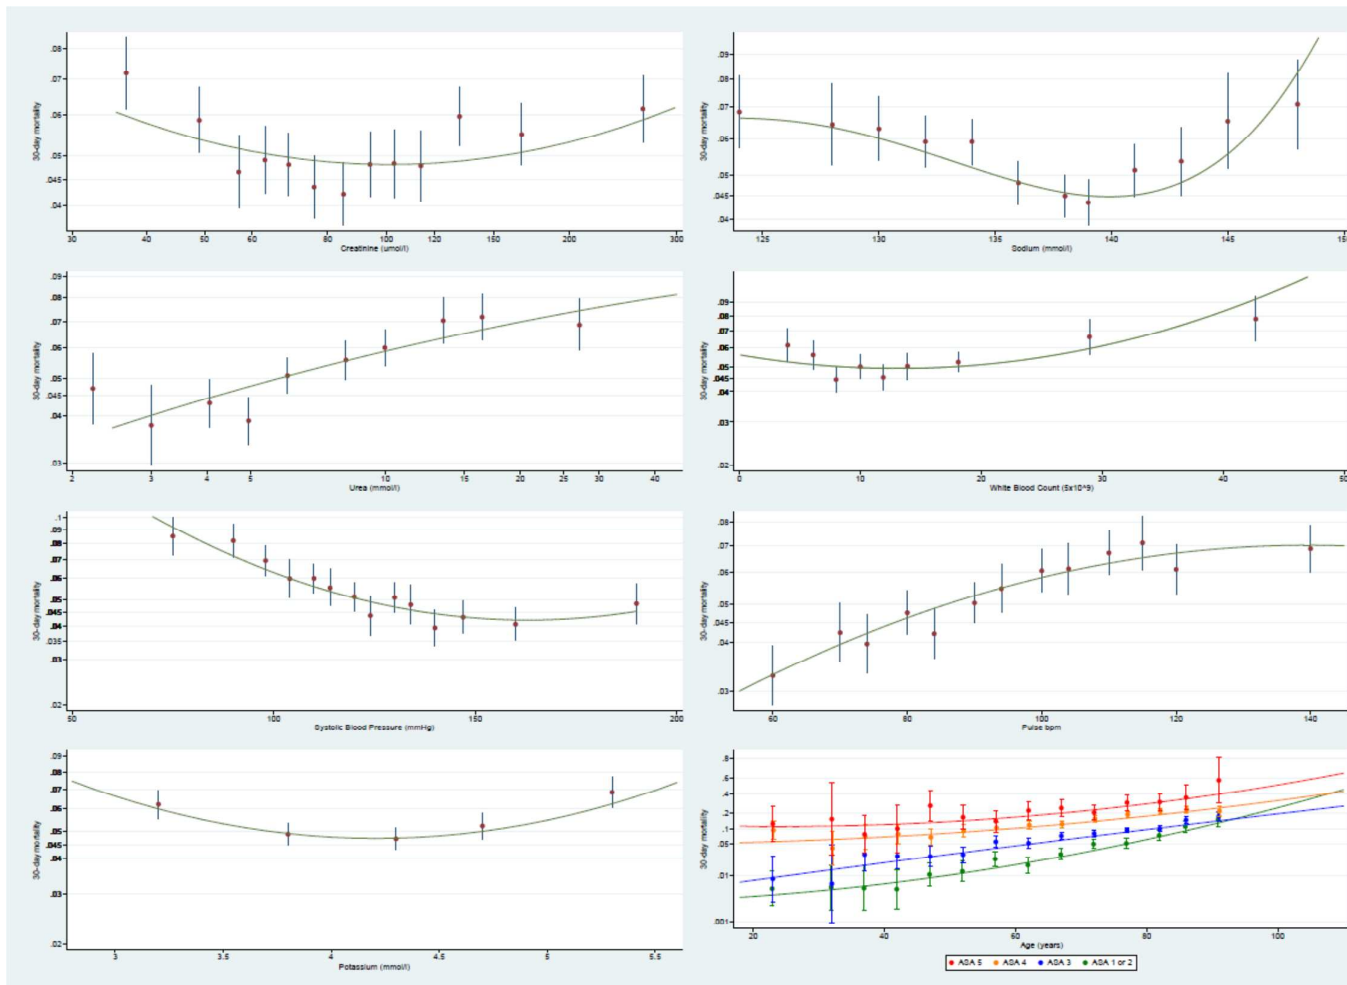 .08
.07
.06
.05
.045
.04
30-day mortality
30 40 50 60 80 100 120 150 200 300
Creatinine (umol/l)
.09
.07
.06
.05
.045
.04
30-day mortality
125 130 135 140 145 150
Sodium (mmol/l)
.09
.08
.07
.06
.05
.045
.04
.03
30-day mortality
2 3 4 5 10 15 20 30 40
Urea (mmol/l)
.09
.08
.07
.06
.05
.045
.04
.03
.02
30-day mortality
0 10 20 30 40 50
White Blood Count (5x10^9)
.1
.09
.08
.07
.06
.05
.045
.04
.035
.03
.02
30-day mortality
50 100 150 200
Systolic Blood Pressure (mmHg)
.08
.07
.06
.05
.045
.04
.03
30-day mortality
60 80 100 120 140
Pulse bpm
.09
.08
.07
.06
.05
.045
.04
.03
.02
30-day mortality
3 3.5 4 4.5 5 5.5
Potassium (mmol/l)
.5
.4
.2
.1
.05
.01
.001
30-day mortality
20 40 60 80 100
Age (years)
ASA 5 ASA 4 ASA 3 ASA 1 or 2